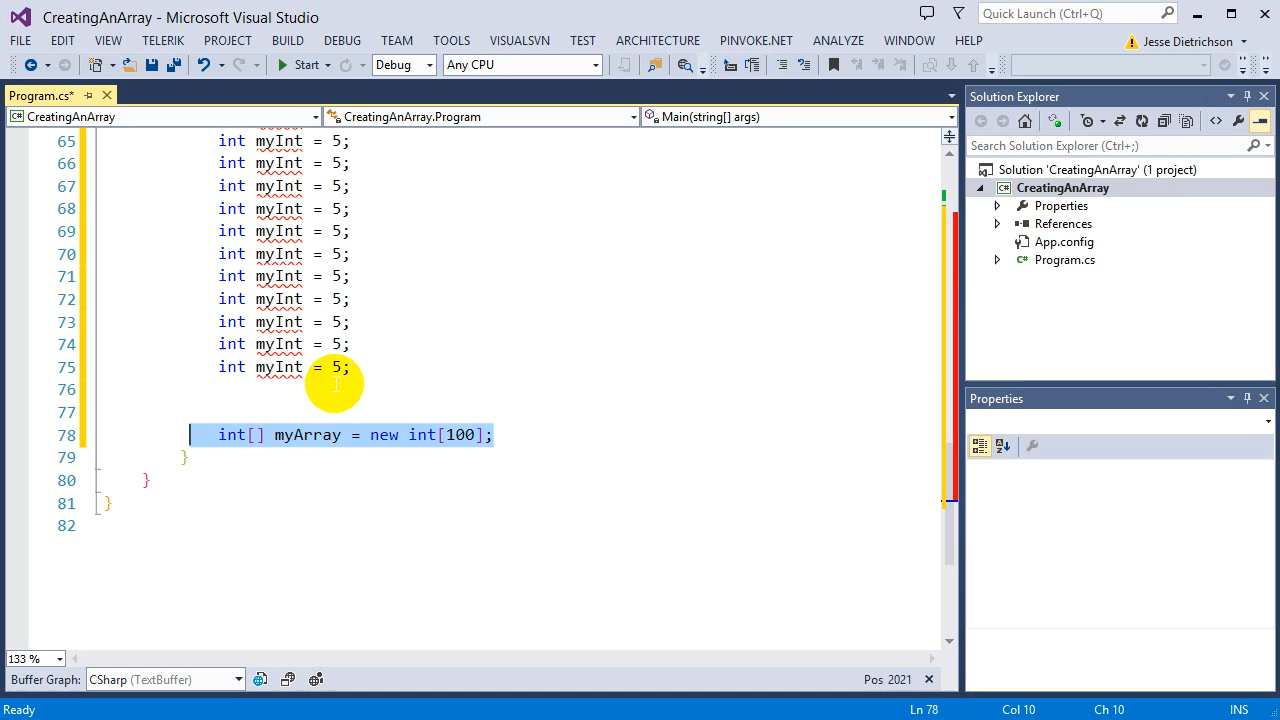 CreatingAnArray - Microsoft Visual Studio
Quick Launch (Ctrl+Q)
FILE EDIT VIEW TELERIK PROJECT BUILD DEBUG TEAM TOOLS VISUALSVN TEST ARCHITECTURE PINVOKE.NET ANALYZE WINDOW HELP
Jesse Dietrichson
Start Debug Any CPU
Program.cs*
CreatingAnArray CreatingAnArray.Program Main(string[] args)
65 int myInt = 5;
66 int myInt = 5;
67 int myInt = 5;
68 int myInt = 5;
69 int myInt = 5;
70 int myInt = 5;
71 int myInt = 5;
72 int myInt = 5;
73 int myInt = 5;
74 int myInt = 5;
75 int myInt = 5;
76
77
78 int[] myArray = new int[100];
79 }
80 }
81 }
82
133 %
Buffer Graph: CSharp (TextBuffer) Pos 2021
Solution Explorer
Search Solution Explorer (Ctrl+;)
Solution 'CreatingAnArray' (1 project)
C# CreatingAnArray
Properties
References
App.config
C# Program.cs
Properties
Ready Ln 78 Col 10 Ch 10 INS